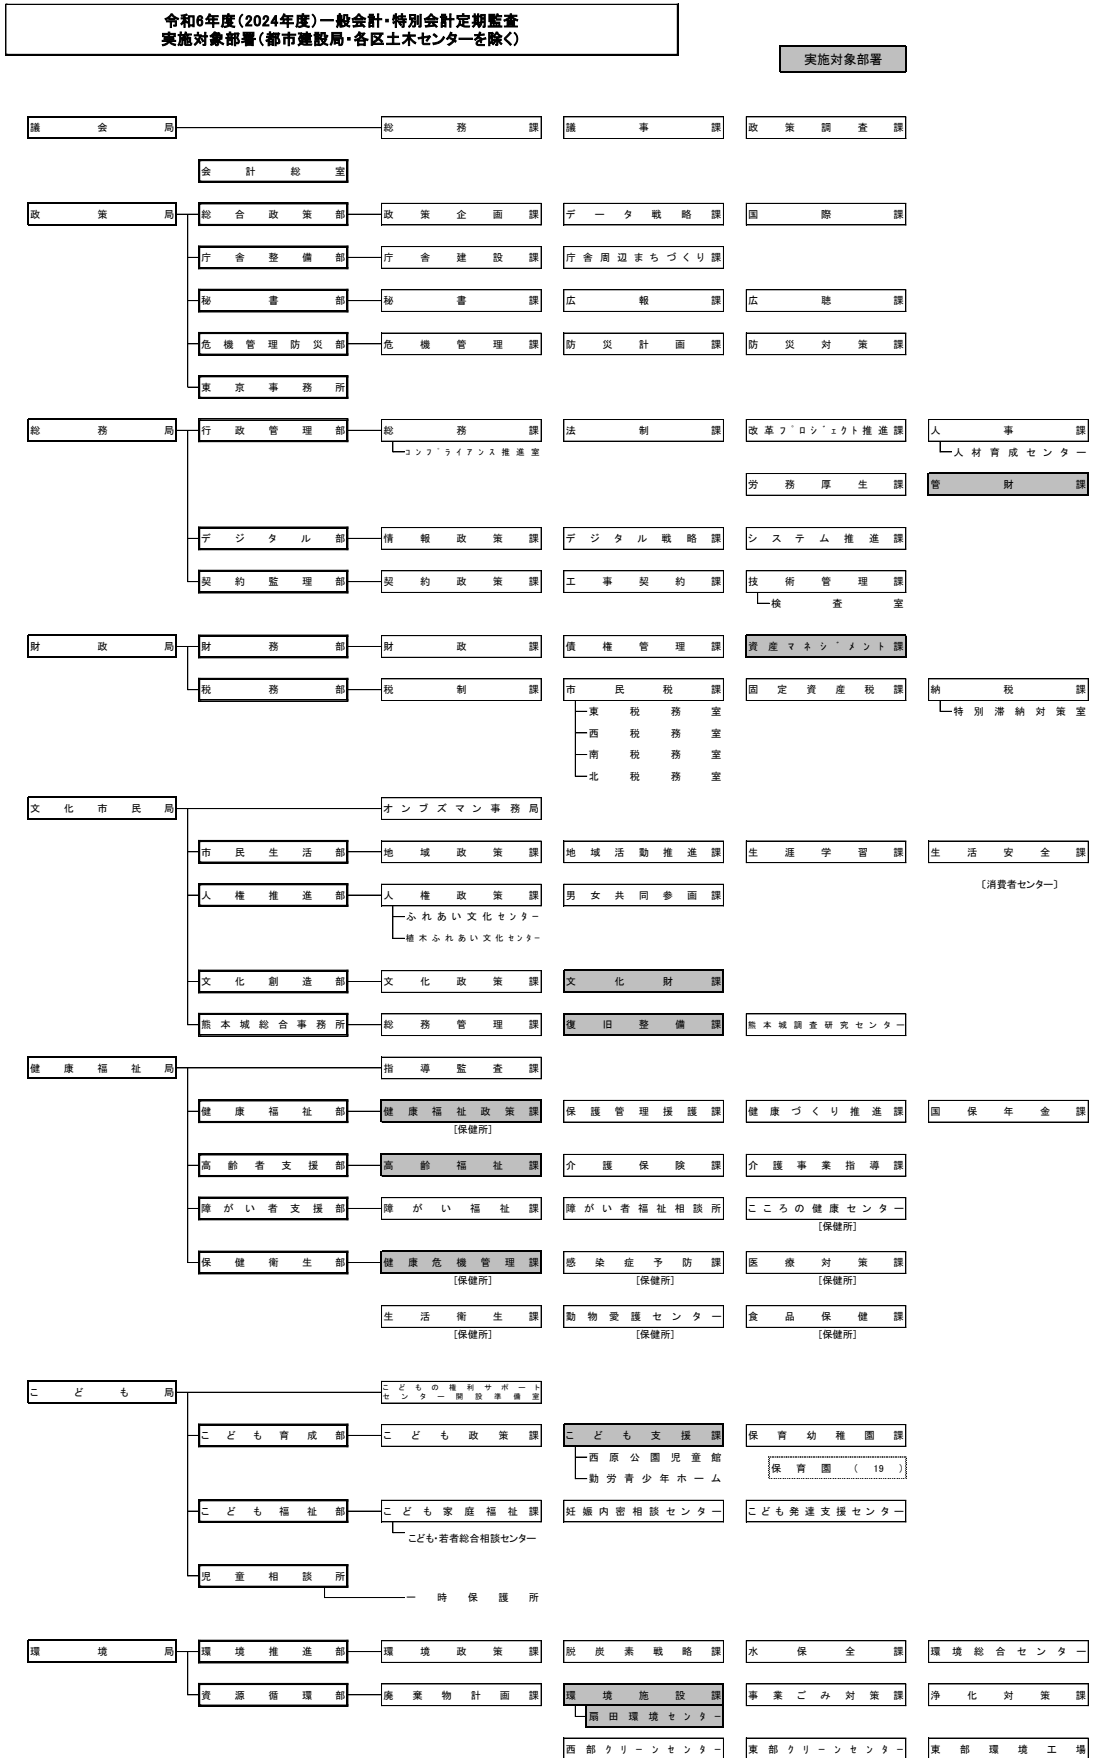 令和6年度(2024年度)一般会計・特別会計定期監査
実施対象部署(都市建設局・各区土木センターを除く)
実施対象部署
議会局 総務課 議事課 政策調査課
会計総室
政策局 総合政策部 政策企画課 データ戦略課 国際課
庁舎整備部 庁舎建設課 庁舎周辺まちづくり課
秘書部 秘書課 広報課 広聴課
危機管理防災部 危機管理課 防災計画課 防災対策課
東京事務所
総務局 行政管理部 総務課 法制課 改革プロジェクト推進課 人事課
コンプライアンス推進室 人材育成センター
労務厚生課 管財課
デジタル部 情報政策課 デジタル戦略課 システム推進課
契約監理部 契約政策課 工事契約課 技術管理課
検査室
財政局 財務部 財政課 債権管理課 資産マネジメント課
税務部 税制課 市民税課 固定資産税課 納税課
東税務室 特別滞納対策室
西税務室
南税務室
北税務室
文化市民局 オンブズマン事務局
市民生活部 地域政策課 地域活動推進課 生涯学習課 生活安全課
〔消費者センター〕
人権推進部 人権政策課 男女共同参画課
ふれあい文化センター
植木ふれあい文化センター
文化創造部 文化政策課 文化財課
熊本城総合事務所 総務管理課 復旧整備課 熊本城調査研究センター
健康福祉局 指導監査課
健康福祉部 健康福祉政策課 保護管理援護課 健康づくり推進課 国保年金課
[保健所]
高齢者支援部 高齢福祉課 介護保険課 介護事業指導課
障がい者支援部 障がい福祉課 障がい者福祉相談所 こころの健康センター
[保健所]
保健衛生部 健康危機管理課 感染症予防課 医療対策課
[保健所] [保健所] [保健所]
生活衛生課 動物愛護センター 食品保健課
[保健所] [保健所] [保健所]
こども局 こどもの権利サポート
センター開設準備室
こども育成部 こども政策課 こども支援課 保育幼稚園課
西原公園児童館 保育園(19)
勤労青少年ホーム
こども福祉部 こども家庭福祉課 妊娠内密相談センター こども発達支援センター
こども・若者総合相談センター
児童相談所
一時保護所
環境局 環境推進部 環境政策課 脱炭素戦略課 水保全課 環境総合センター
資源循環部 廃棄物計画課 環境施設課 事業ごみ対策課 浄化対策課
扇田環境センター
西部クリーンセンター 東部クリーンセンター 東部環境工場